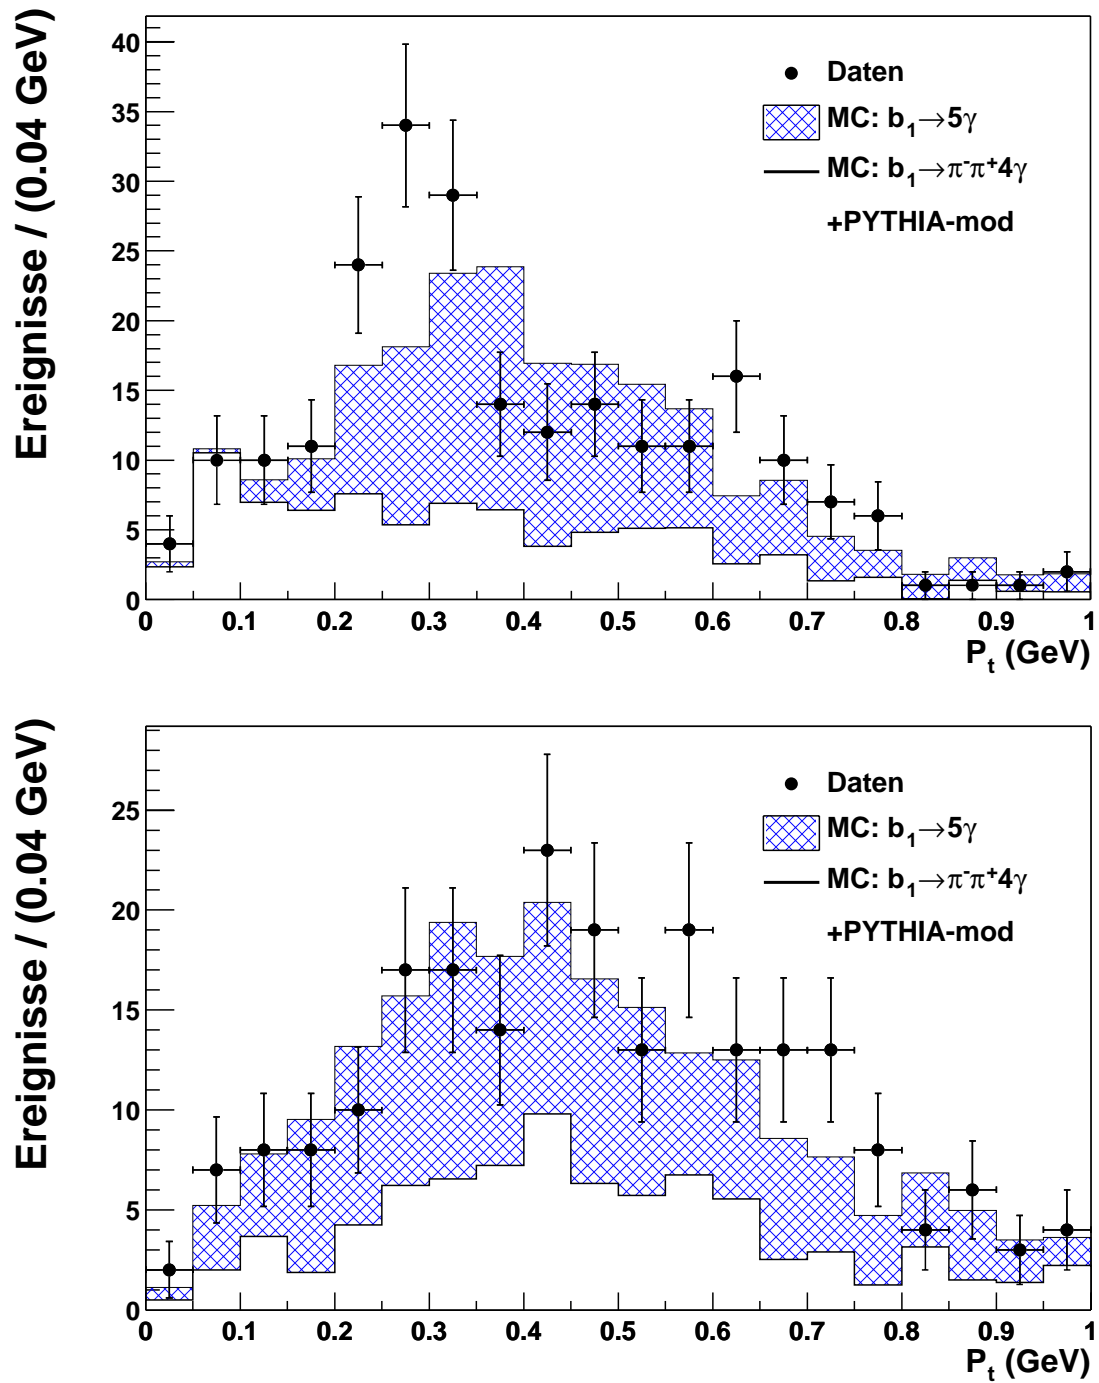 Ereignisse / (0.04 GeV)
40
35
30
25
20
15
10
5
0
Daten
MC: b₁→5γ
MC: b₁→π⁻π⁺4γ
+PYTHIA-mod
0 0.1 0.2 0.3 0.4 0.5 0.6 0.7 0.8 0.9 1
Pₜ (GeV)
Ereignisse / (0.04 GeV)
25
20
15
10
5
0
Daten
MC: b₁→5γ
MC: b₁→π⁻π⁺4γ
+PYTHIA-mod
0 0.1 0.2 0.3 0.4 0.5 0.6 0.7 0.8 0.9 1
Pₜ (GeV)